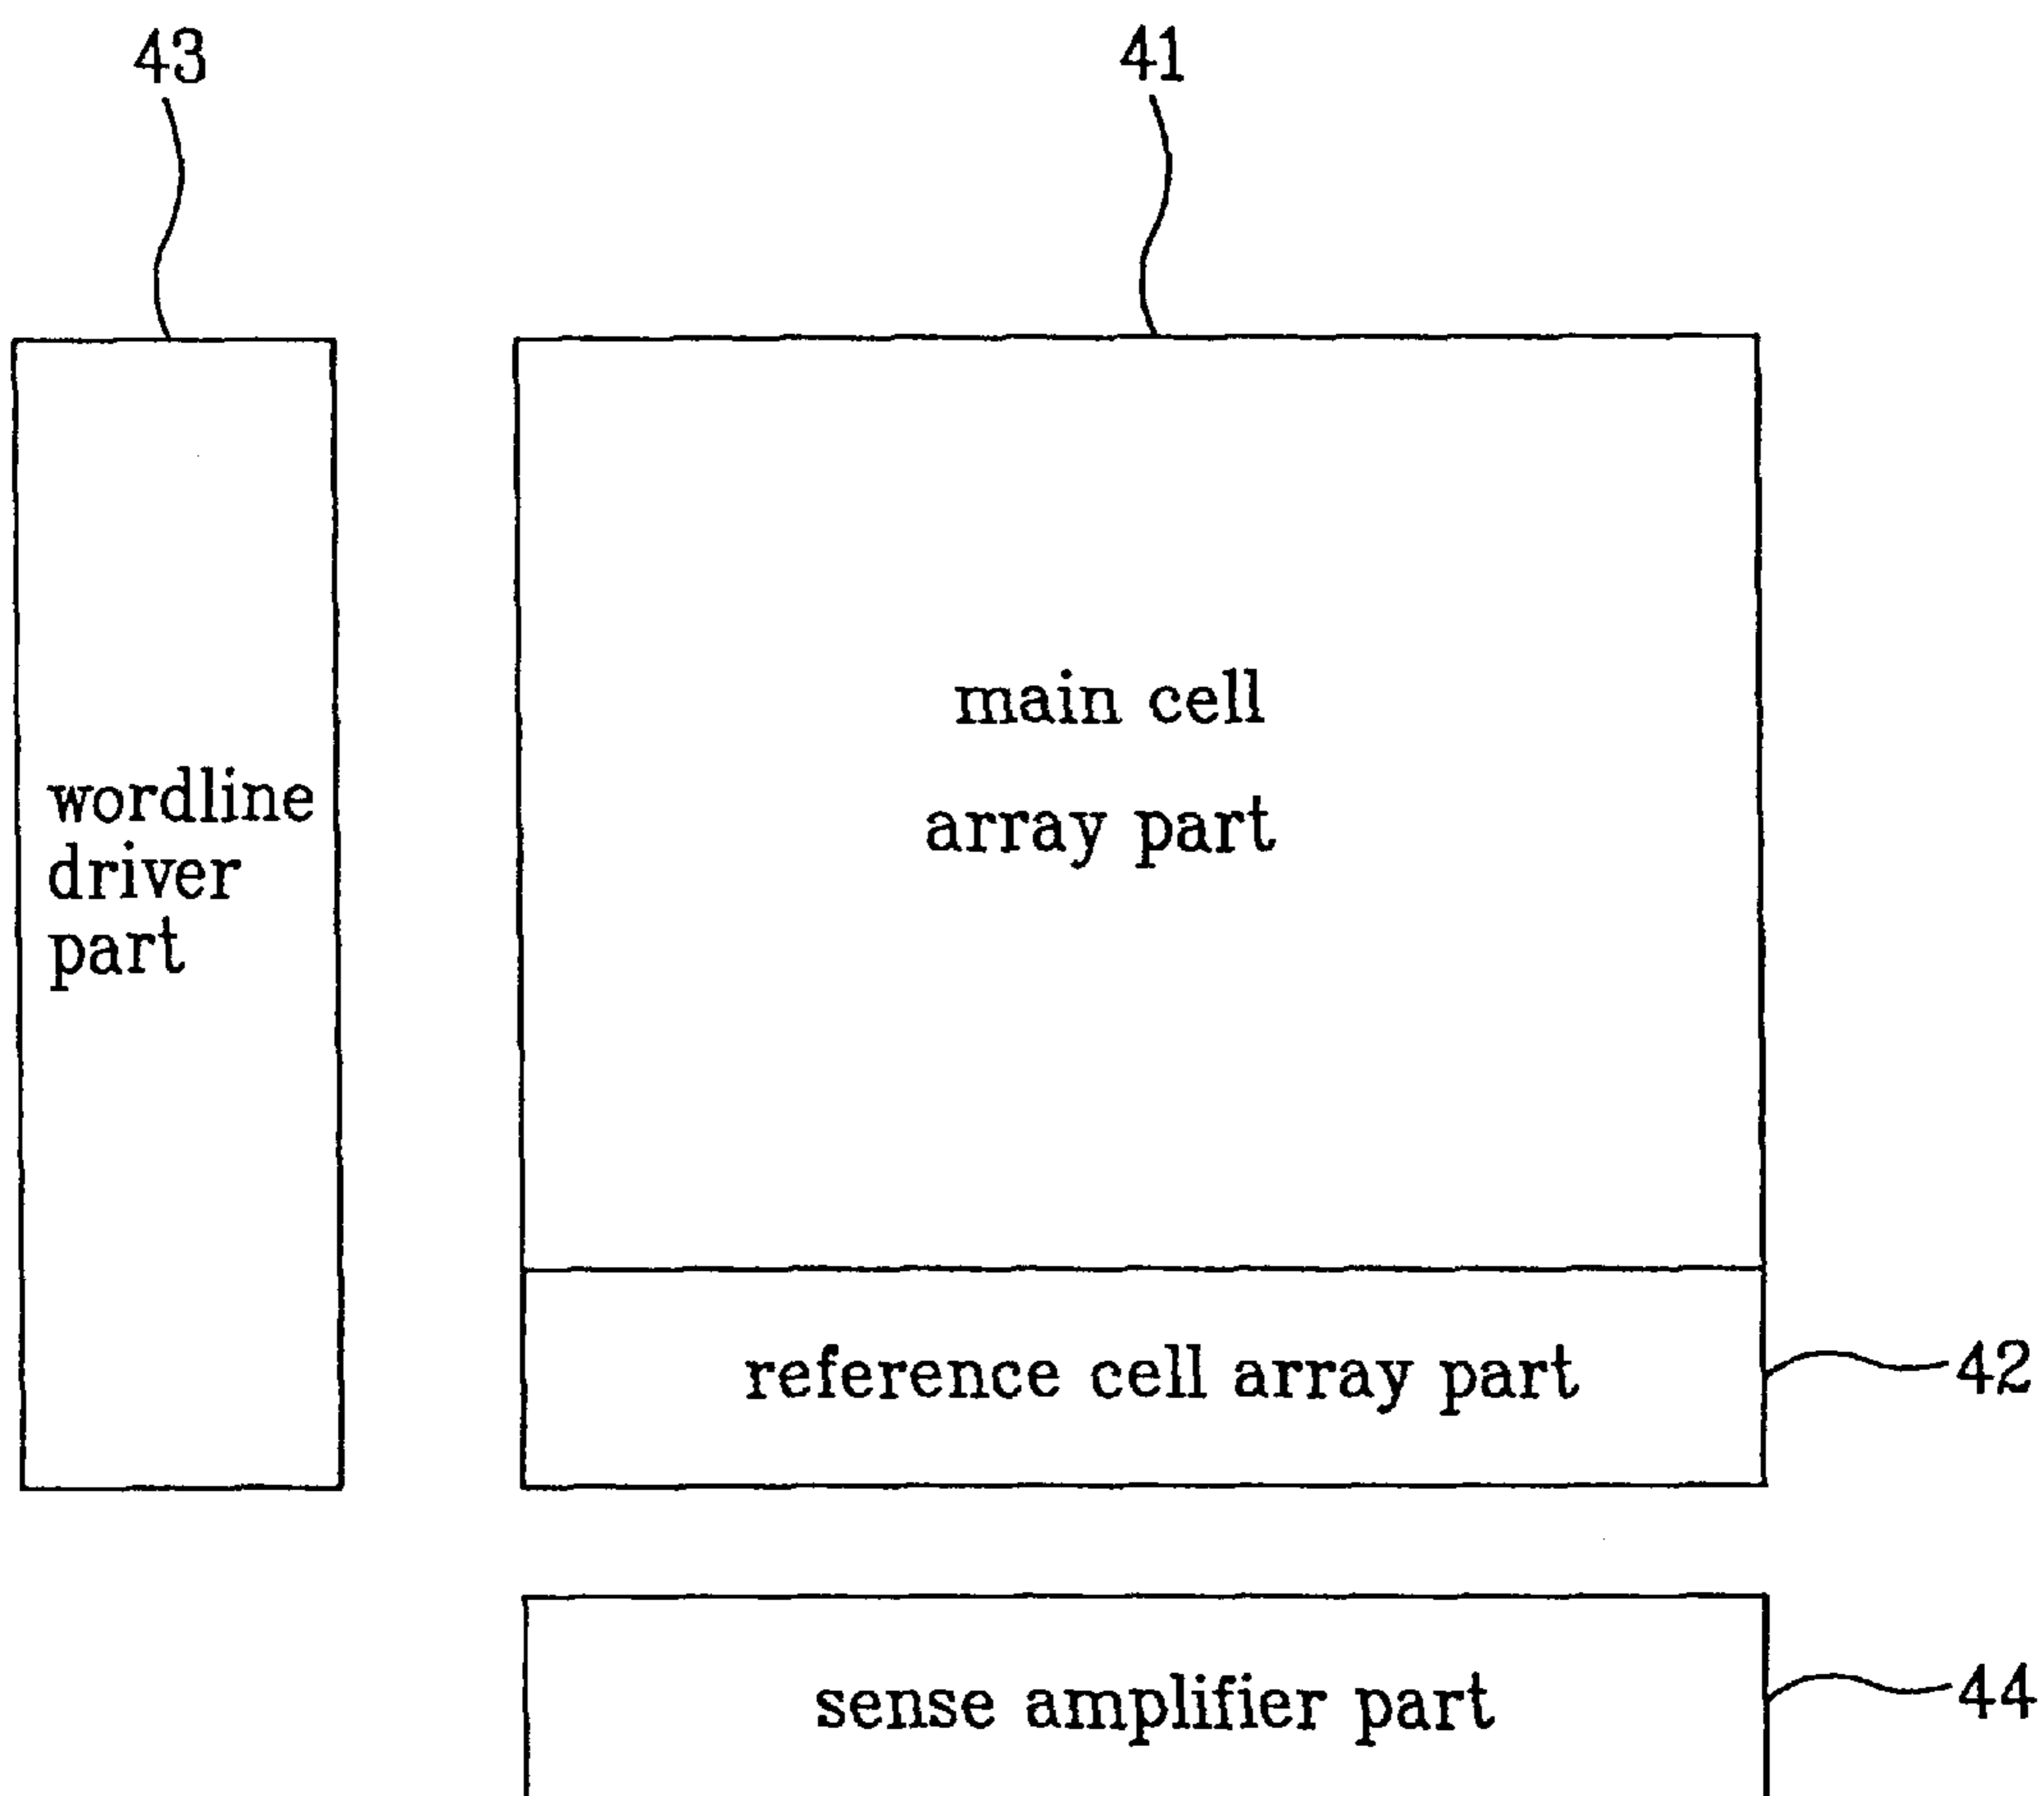 43
41
main cell
array part
wordline
driver
part
reference cell array part
42
sense amplifier part
44